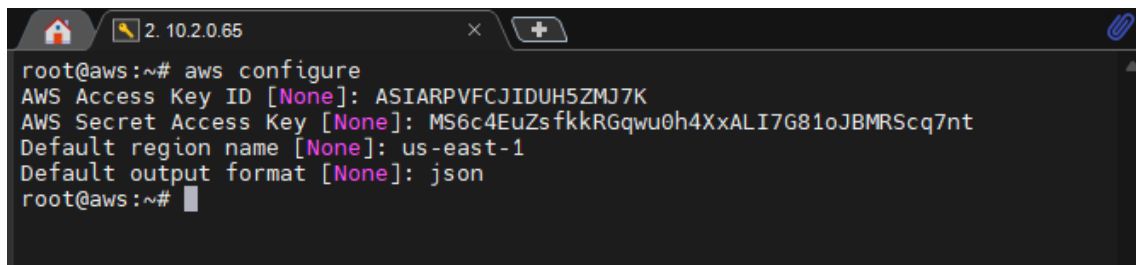 2. 10.2.0.65
root@aws:~# aws configure
AWS Access Key ID [None]: ASIARPVFCJIDUH5ZMJ7K
AWS Secret Access Key [None]: MS6c4EuZsfkkRGqwu0h4XxALI7G81oJBMRScq7nt
Default region name [None]: us-east-1
Default output format [None]: json
root@aws:~#